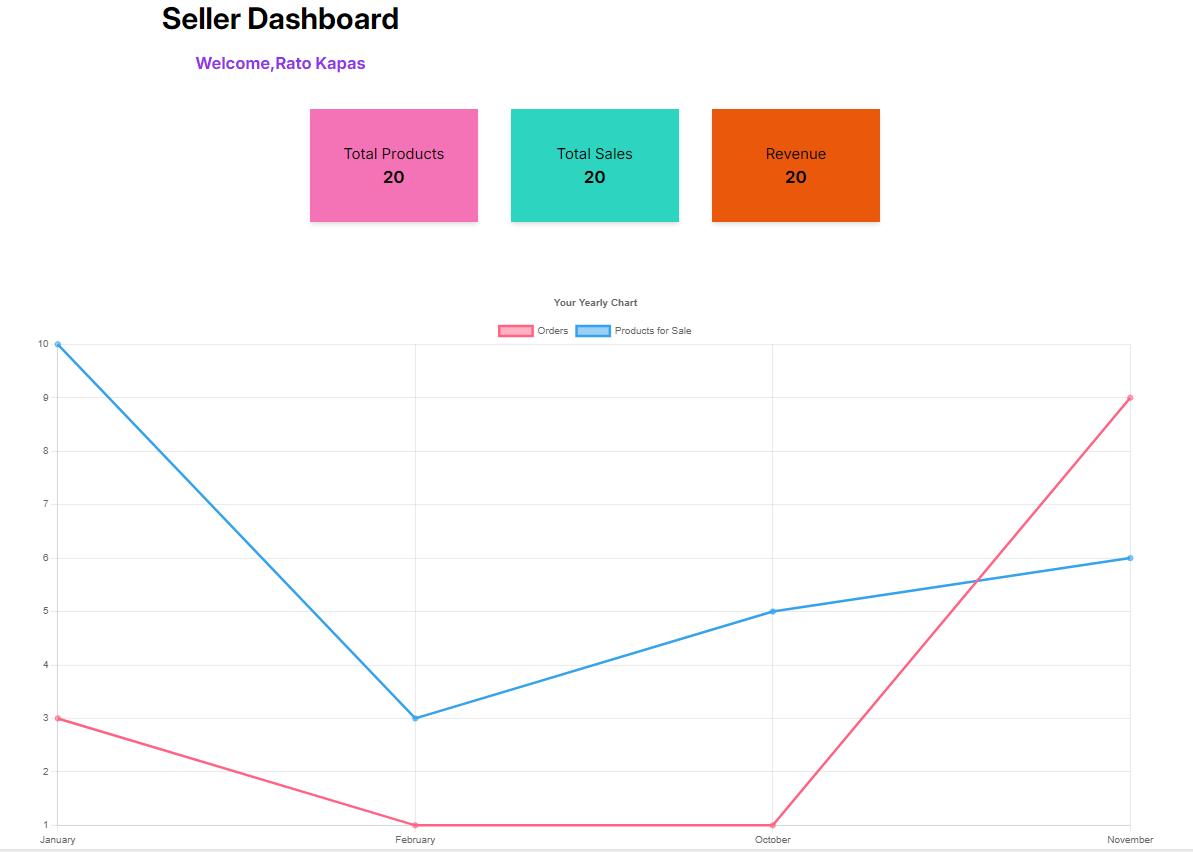 Seller Dashboard
Welcome,Rato Kapas
Total Products
20
Total Sales
20
Revenue
20
Your Yearly Chart
Orders
Products for Sale
10
9
8
7
6
5
4
3
2
1
January
February
October
November